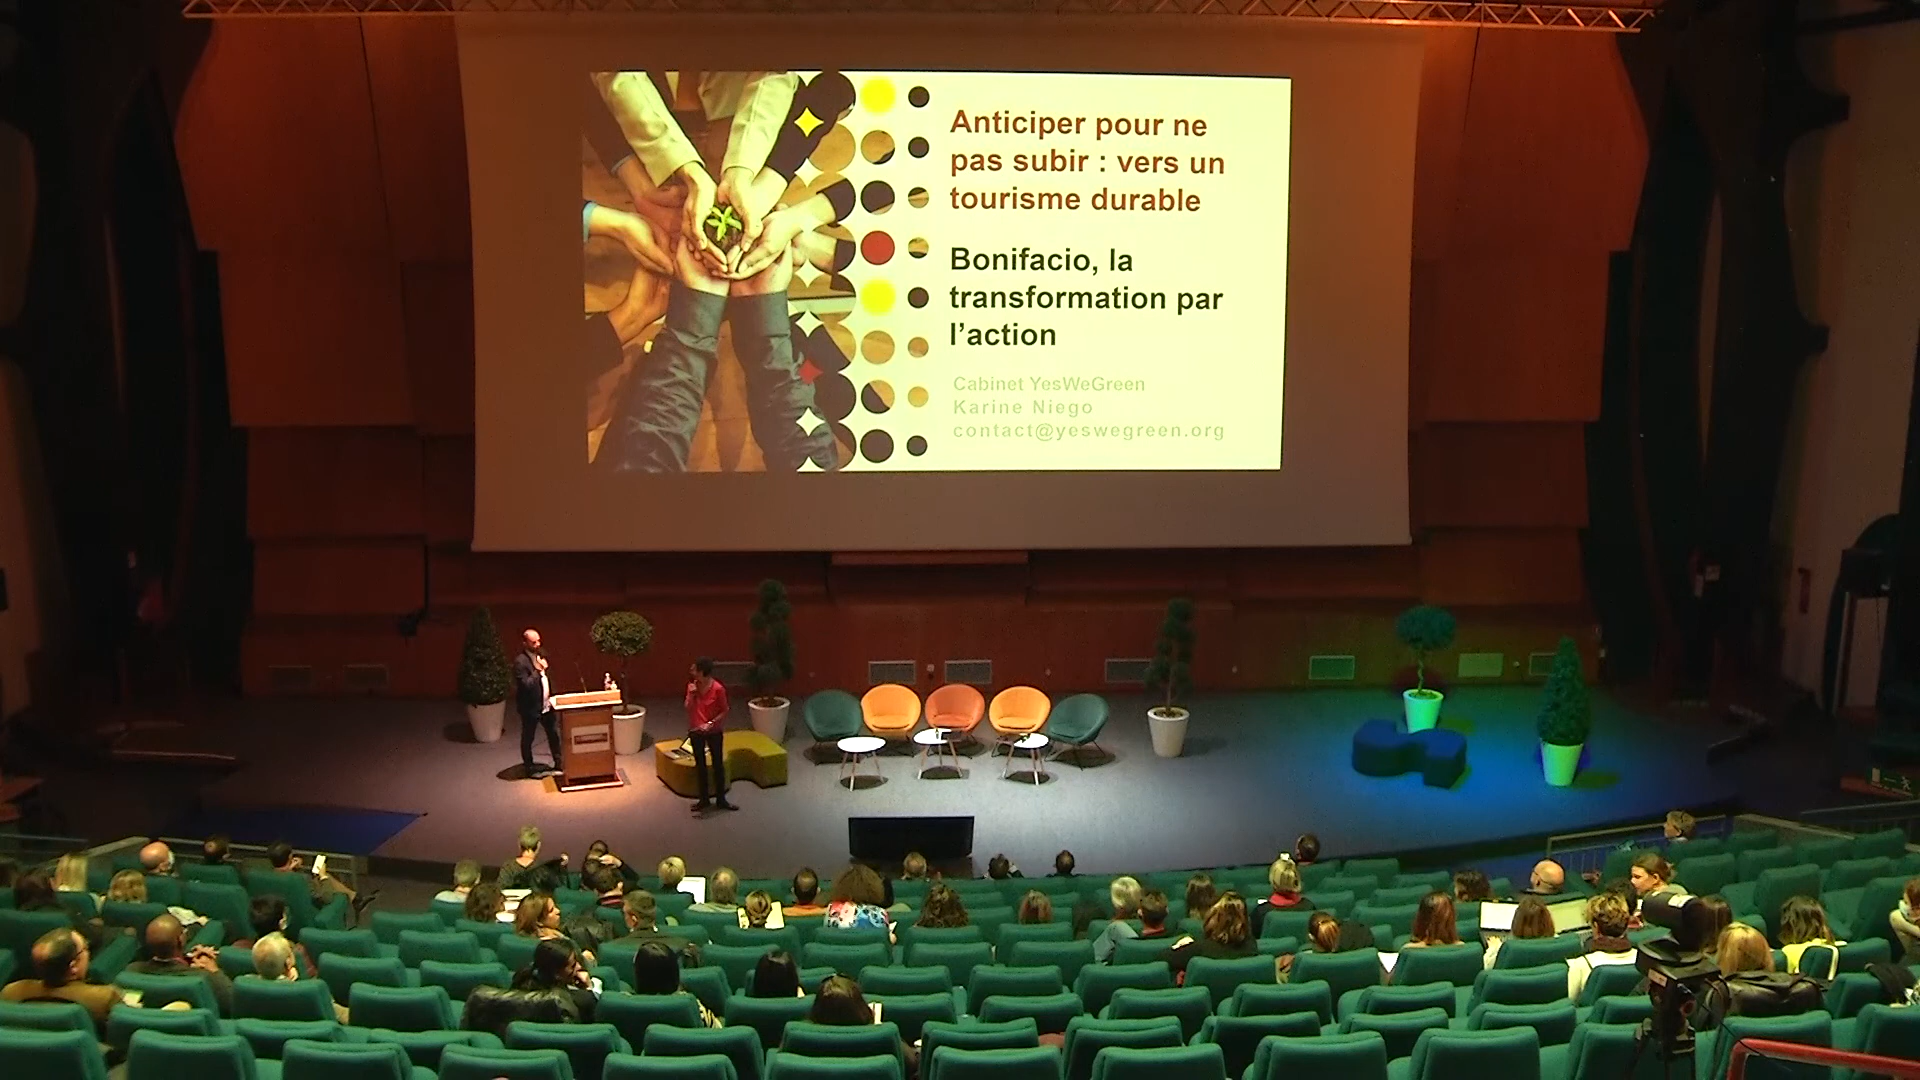 Anticiper pour ne
pas subir : vers un
tourisme durable
Bonifacio, la
transformation par
l’action
Cabinet YesWeGreen
Karine Niego
contact@yeswegreen.org